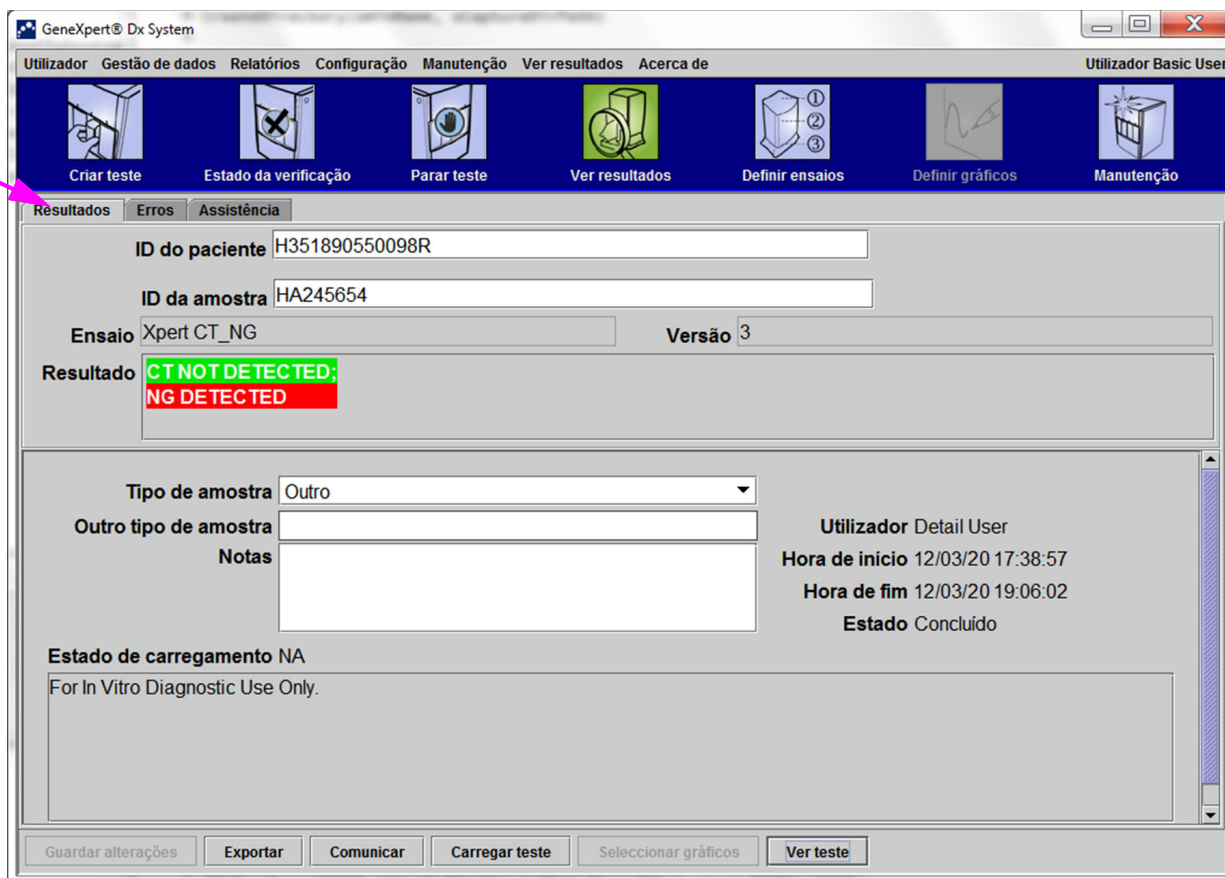 GeneXpert® Dx System
Utilizador Gestão de dados Relatórios Configuração Manutenção Ver resultados Acerca de Utilizador Basic User
Criar teste Estado da verificação Parar teste Ver resultados Definir ensaios Definir gráficos Manutenção
Resultados Erros Assistência
ID do paciente H351890550098R
ID da amostra HA245654
Ensaio Xpert CT_NG Versão 3
Resultado CT NOT DETECTED;
NG DETECTED
Tipo de amostra Outro
Outro tipo de amostra Utilizador Detail User
Notas Hora de início 12/03/20 17:38:57
Hora de fim 12/03/20 19:06:02
Estado Concluído
Estado de carregamento NA
For In Vitro Diagnostic Use Only.
Guardar alterações Exportar Comunicar Carregar teste Seleccionar gráficos Ver teste